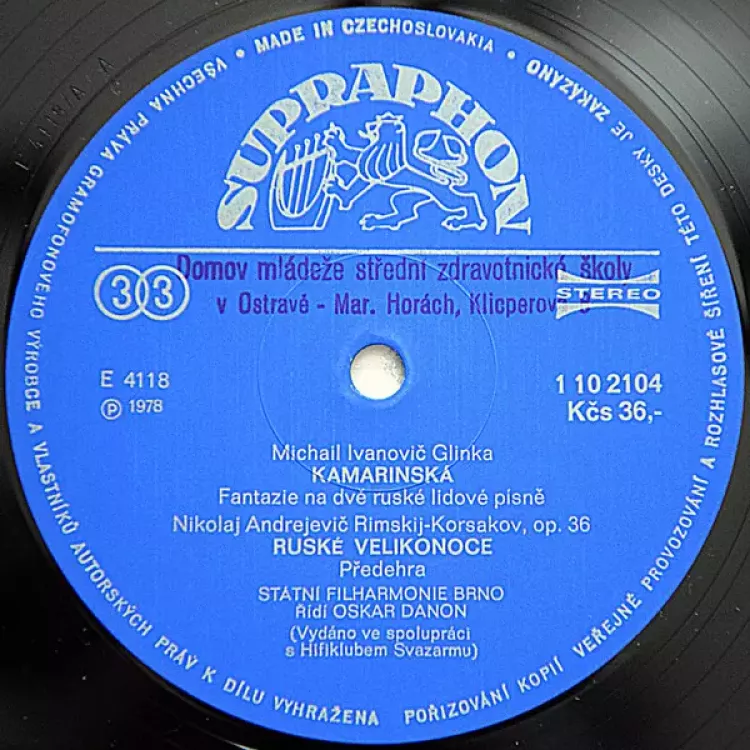 MADE IN CZECHOSLOVAKIA • VŠECHNA PRÁVA GRAMOFONOVÉHO VÝROBCE A VLASTNÍKŮ AUTORSKÝCH PRÁV K DÍLU VYHRAŽENA • POŘIZOVÁNÍ KOPIÍ VEŘEJNÉ PROVOZOVÁNÍ A ROZHLASOVÉ ŠÍŘENÍ TÉTO DESKY JE ZAKÁZÁNO •
SUPRAPHON
Domov mládeže střední zdravotnické školy
v Ostravě - Mar. Horách, Klicperova
33
STEREO
E 4118
1 10 2104
Ⓟ 1978
Kčs 36,-
Michail Ivanovič Glinka
KAMARINSKÁ
Fantazie na dvě ruské lidové písně
Nikolaj Andrejevič Rimskij-Korsakov, op. 36
RUSKÉ VELIKONOCE
Předehra
STÁTNÍ FILHARMONIE BRNO
Řídí OSKAR DANON
(Vydáno ve spolupráci
s Hifiklubem Svazarmu)